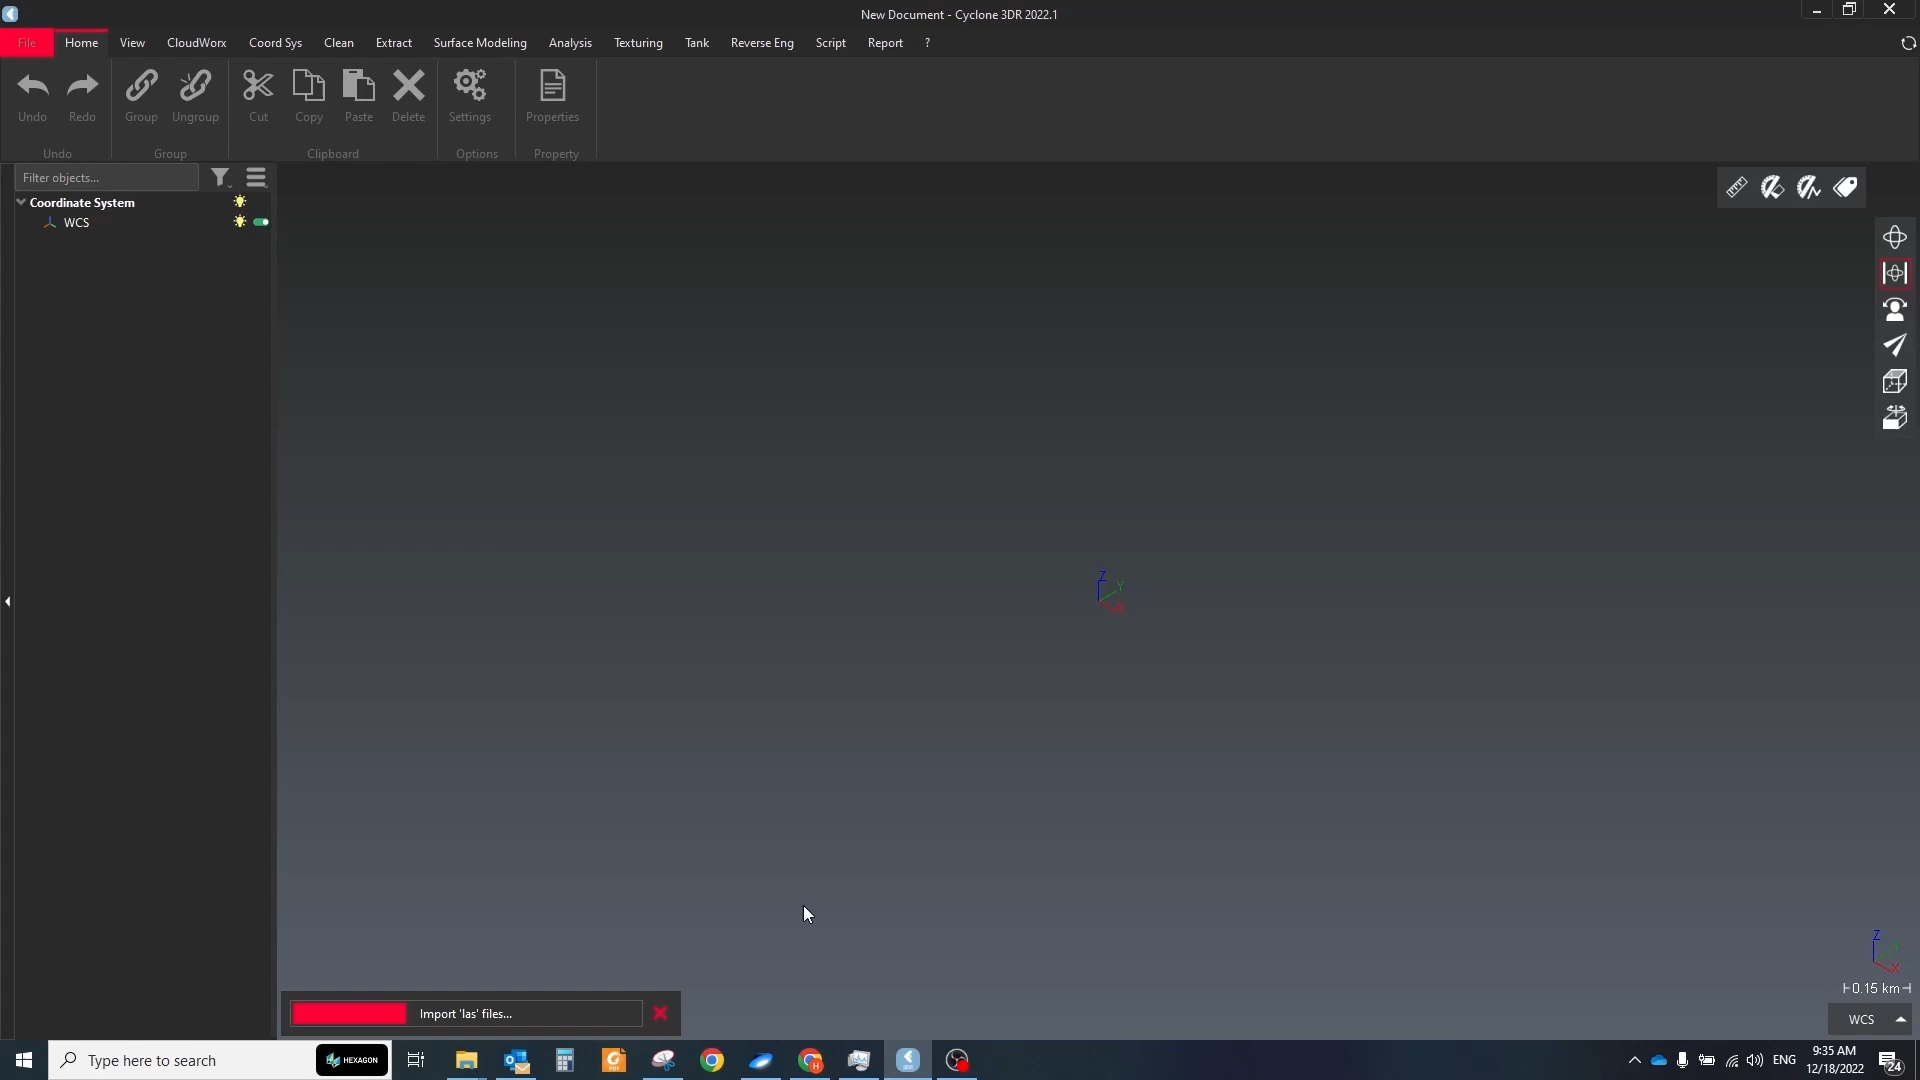 New Document - Cyclone 3DR 2022.1
File Home View CloudWorx Coord Sys Clean Extract Surface Modeling Analysis Texturing Tank Reverse Eng Script Report ?
Undo Redo Group Ungroup Cut Copy Paste Delete Settings Properties
Undo Group Clipboard Options Property
Filter objects...
Coordinate System
WCS
Z
Y
X
Z
Y
X
0.15 km
Import 'las' files...
WCS
Type here to search
HEXAGON
ENG
9:35 AM
12/18/2022
24